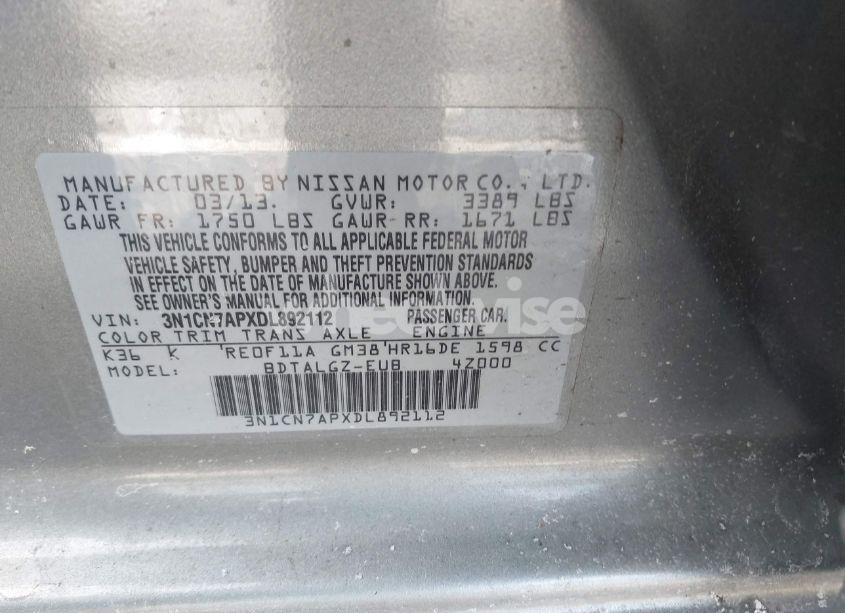 MANUFACTURED BY NISSAN MOTOR CO., LTD.
DATE: 03/13. GVWR: 3389 LBS
GAWR FR: 1750 LBS GAWR-RR: 1671 LBS
THIS VEHICLE CONFORMS TO ALL APPLICABLE FEDERAL MOTOR
VEHICLE SAFETY, BUMPER AND THEFT PREVENTION STANDARDS
IN EFFECT ON THE DATE OF MANUFACTURE SHOWN ABOVE.
SEE OWNER'S MANUAL FOR ADDITIONAL INFORMATION.
VIN: 3N1CN7APXDL892112 PASSENGER CAR.
COLOR TRIM TRANS AXLE ENGINE
K36 K 'RE0F11A GM38'HR16DE 1598 CC
MODEL: BDTALGZ-EUB 4Z000
3N1CN7APXDL892112